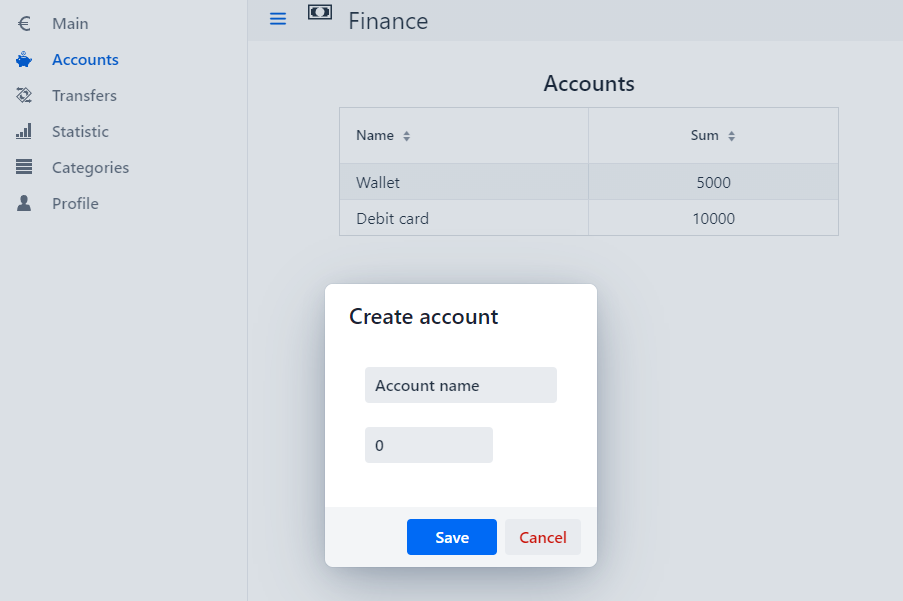 Main
Accounts
Transfers
Statistic
Categories
Profile
Finance
Accounts
Name Sum
Wallet 5000
Debit card 10000
Create account
Account name
0
Save Cancel